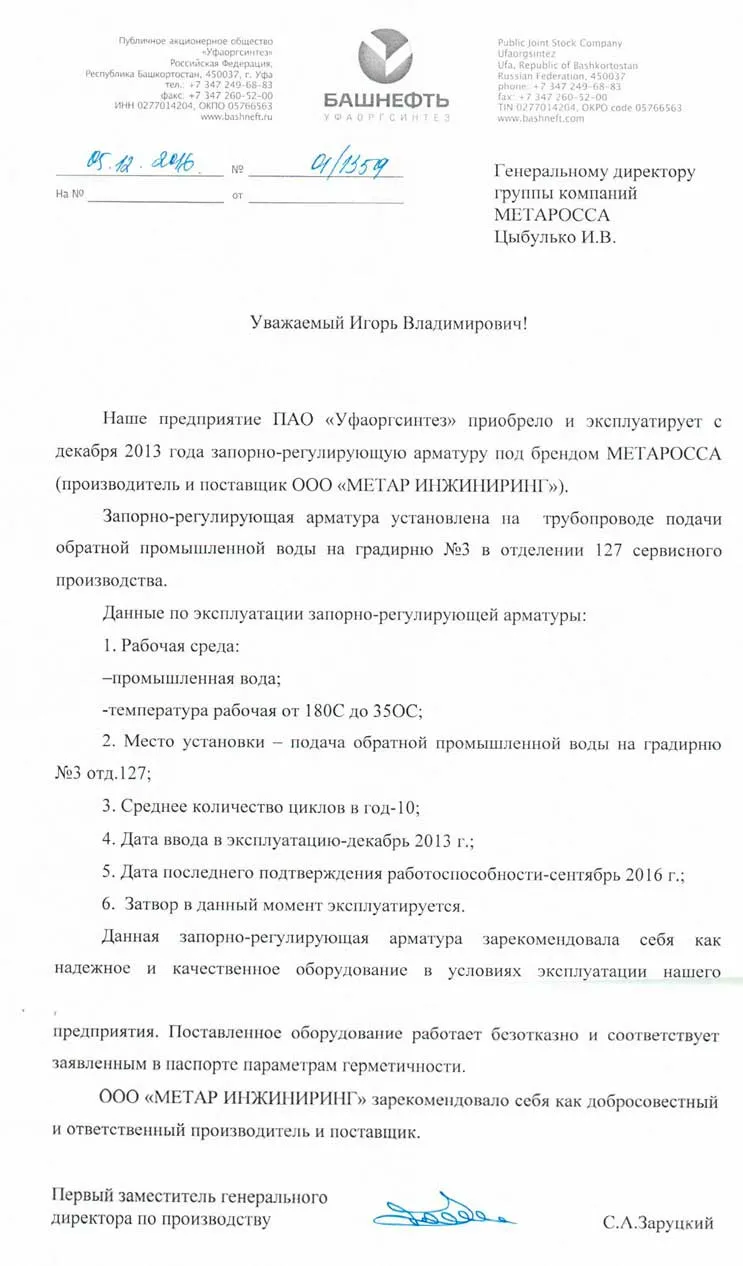 Публичное акционерное общество
«Уфаоргсинтез»
Российская Федерация,
Республика Башкортостан, 450037, г. Уфа
тел.: +7 347 249-68-83
факс: +7 347 260-52-00
ИНН 0277014204, ОКПО 05766563
www.bashneft.ru
БАШНЕФТЬ
УФАОРГСИНТЕЗ
Public Joint Stock Company
Ufaorgsintez
Ufa, Republic of Bashkortostan
Russian Federation, 450037
phone: +7 347 249-68-83
fax: +7 347 260-52-00
TIN 0277014204, OKPO code 05766563
www.bashneft.com
05.12.2016 № 01/1359
На № от
Генеральному директору
группы компаний
МЕТАРОССА
Цыбулько И.В.
Уважаемый Игорь Владимирович!
Наше предприятие ПАО «Уфаоргсинтез» приобрело и эксплуатирует с
декабря 2013 года запорно-регулирующую арматуру под брендом МЕТАРОССА
(производитель и поставщик ООО «МЕТАР ИНЖИНИРИНГ»).
Запорно-регулирующая арматура установлена на трубопроводе подачи
обратной промышленной воды на градирню №3 в отделении 127 сервисного
производства.
Данные по эксплуатации запорно-регулирующей арматуры:
1. Рабочая среда:
–промышленная вода;
-температура рабочая от 180С до 35ОС;
2. Место установки – подача обратной промышленной воды на градирню
№3 отд.127;
3. Среднее количество циклов в год-10;
4. Дата ввода в эксплуатацию-декабрь 2013 г.;
5. Дата последнего подтверждения работоспособности-сентябрь 2016 г.;
6. Затвор в данный момент эксплуатируется.
Данная запорно-регулирующая арматура зарекомендовала себя как
надежное и качественное оборудование в условиях эксплуатации нашего
предприятия. Поставленное оборудование работает безотказно и соответствует
заявленным в паспорте параметрам герметичности.
ООО «МЕТАР ИНЖИНИРИНГ» зарекомендовало себя как добросовестный
и ответственный производитель и поставщик.
Первый заместитель генерального
директора по производству
С.А.Заруцкий